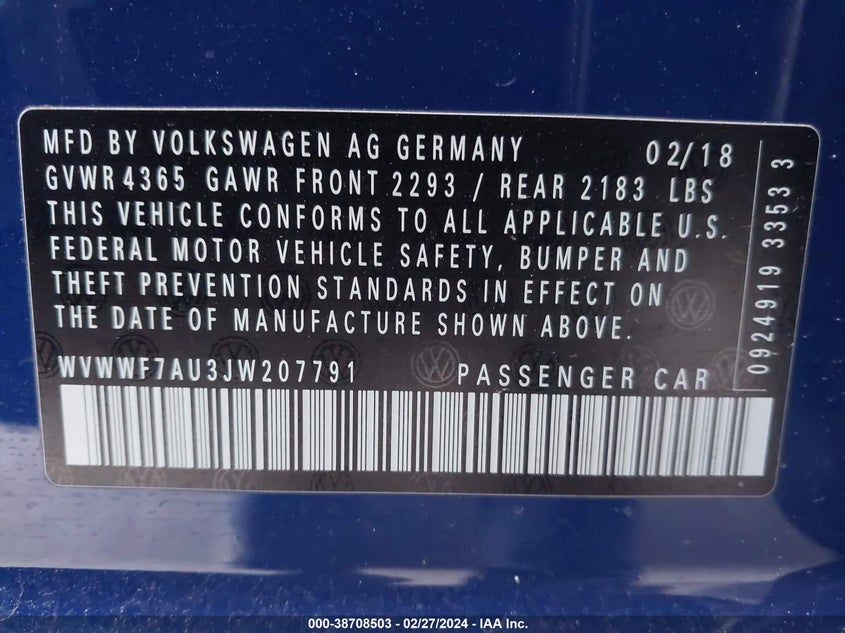 MFD BY VOLKSWAGEN AG GERMANY 02/18
GVWR 4365 GAWR FRONT 2293 / REAR 2183 LBS
THIS VEHICLE CONFORMS TO ALL APPLICABLE U.S.
FEDERAL MOTOR VEHICLE SAFETY, BUMPER AND
THEFT PREVENTION STANDARDS IN EFFECT ON
THE DATE OF MANUFACTURE SHOWN ABOVE.
WVWWF7AU3JW207791 PASSENGER CAR
0924919 3353 3
000-38708503 - 02/27/2024 - IAA Inc.